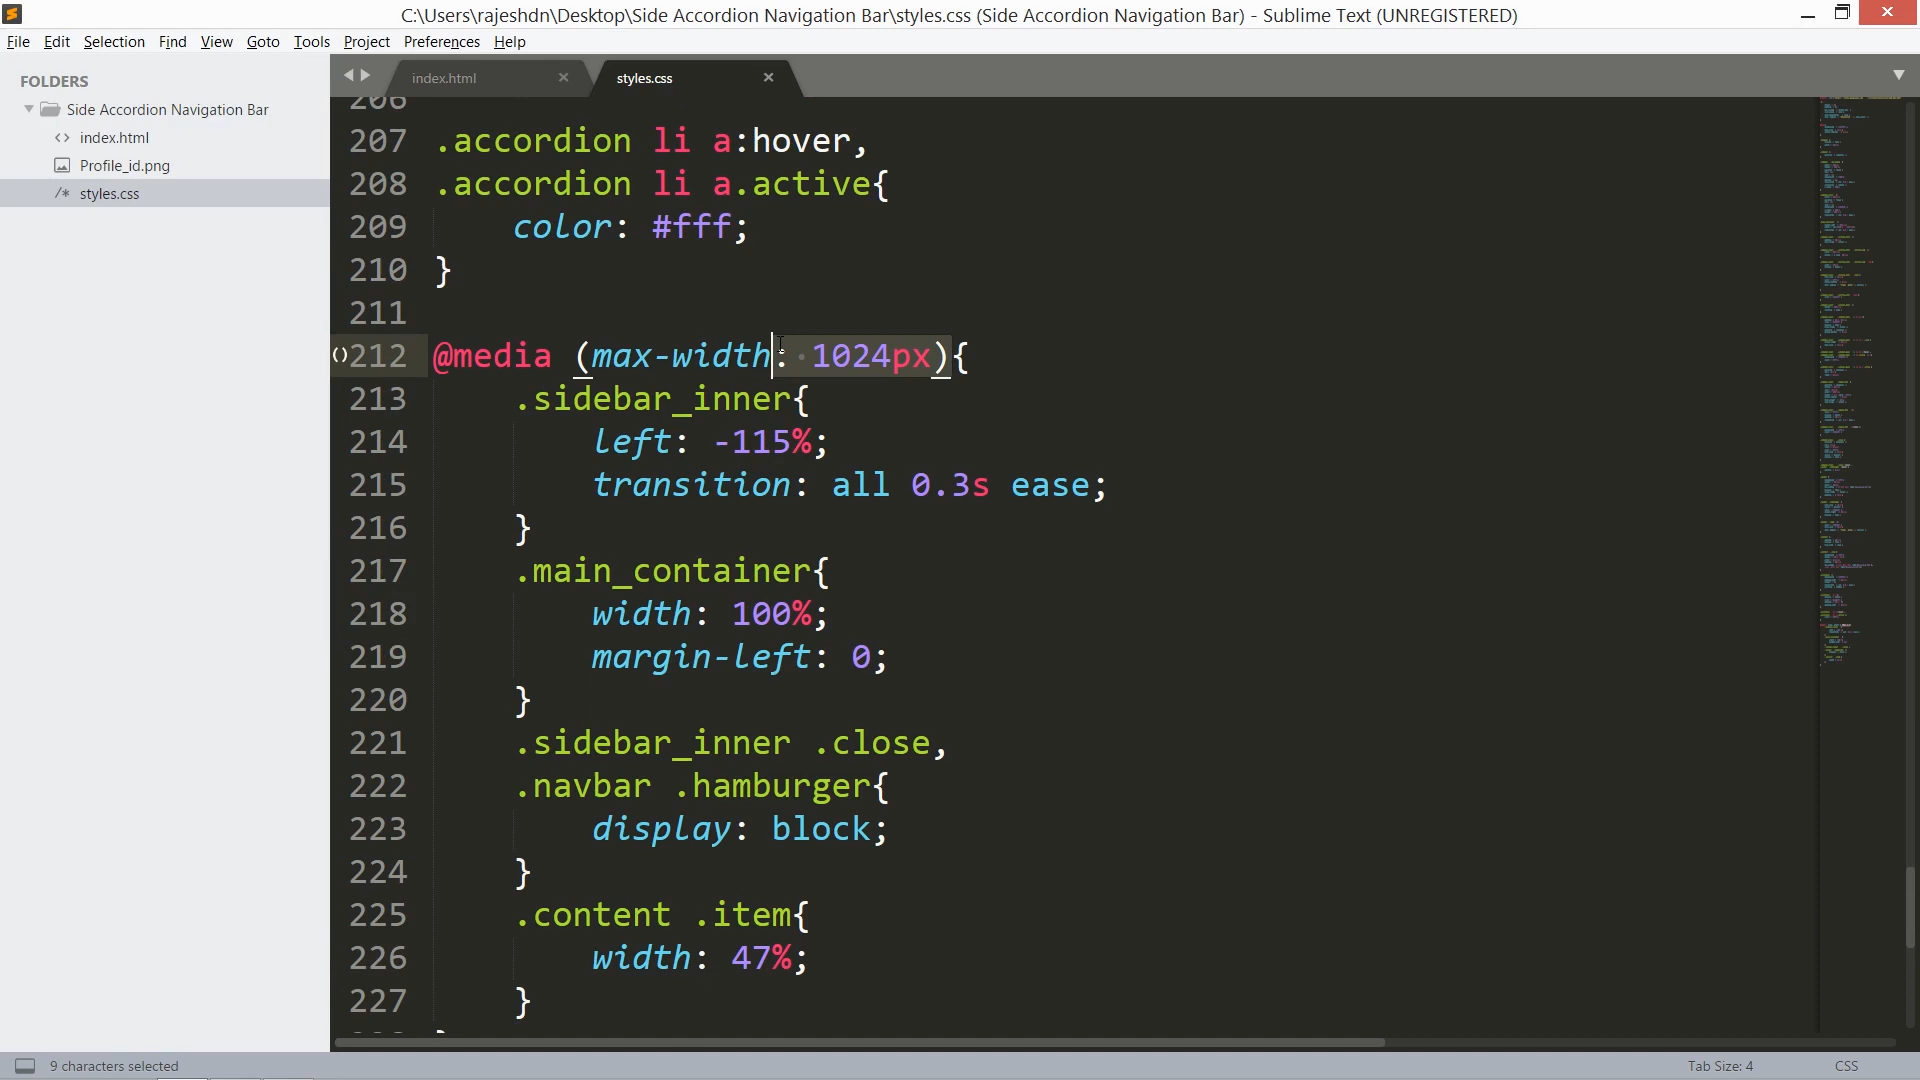 C:\Users\rajeshdn\Desktop\Side Accordion Navigation Bar\styles.css (Side Accordion Navigation Bar) - Sublime Text (UNREGISTERED)
File Edit Selection Find View Goto Tools Project Preferences Help
FOLDERS
Side Accordion Navigation Bar
<> index.html
Profile_id.png
/* styles.css
index.html
styles.css
206
207 .accordion li a:hover,
208 .accordion li a.active{
209 color: #fff;
210 }
211
212 @media (max-width: 1024px){
213 .sidebar_inner{
214 left: -115%;
215 transition: all 0.3s ease;
216 }
217 .main_container{
218 width: 100%;
219 margin-left: 0;
220 }
221 .sidebar_inner .close,
222 .navbar .hamburger{
223 display: block;
224 }
225 .content .item{
226 width: 47%;
227 }
9 characters selected
Tab Size: 4
CSS